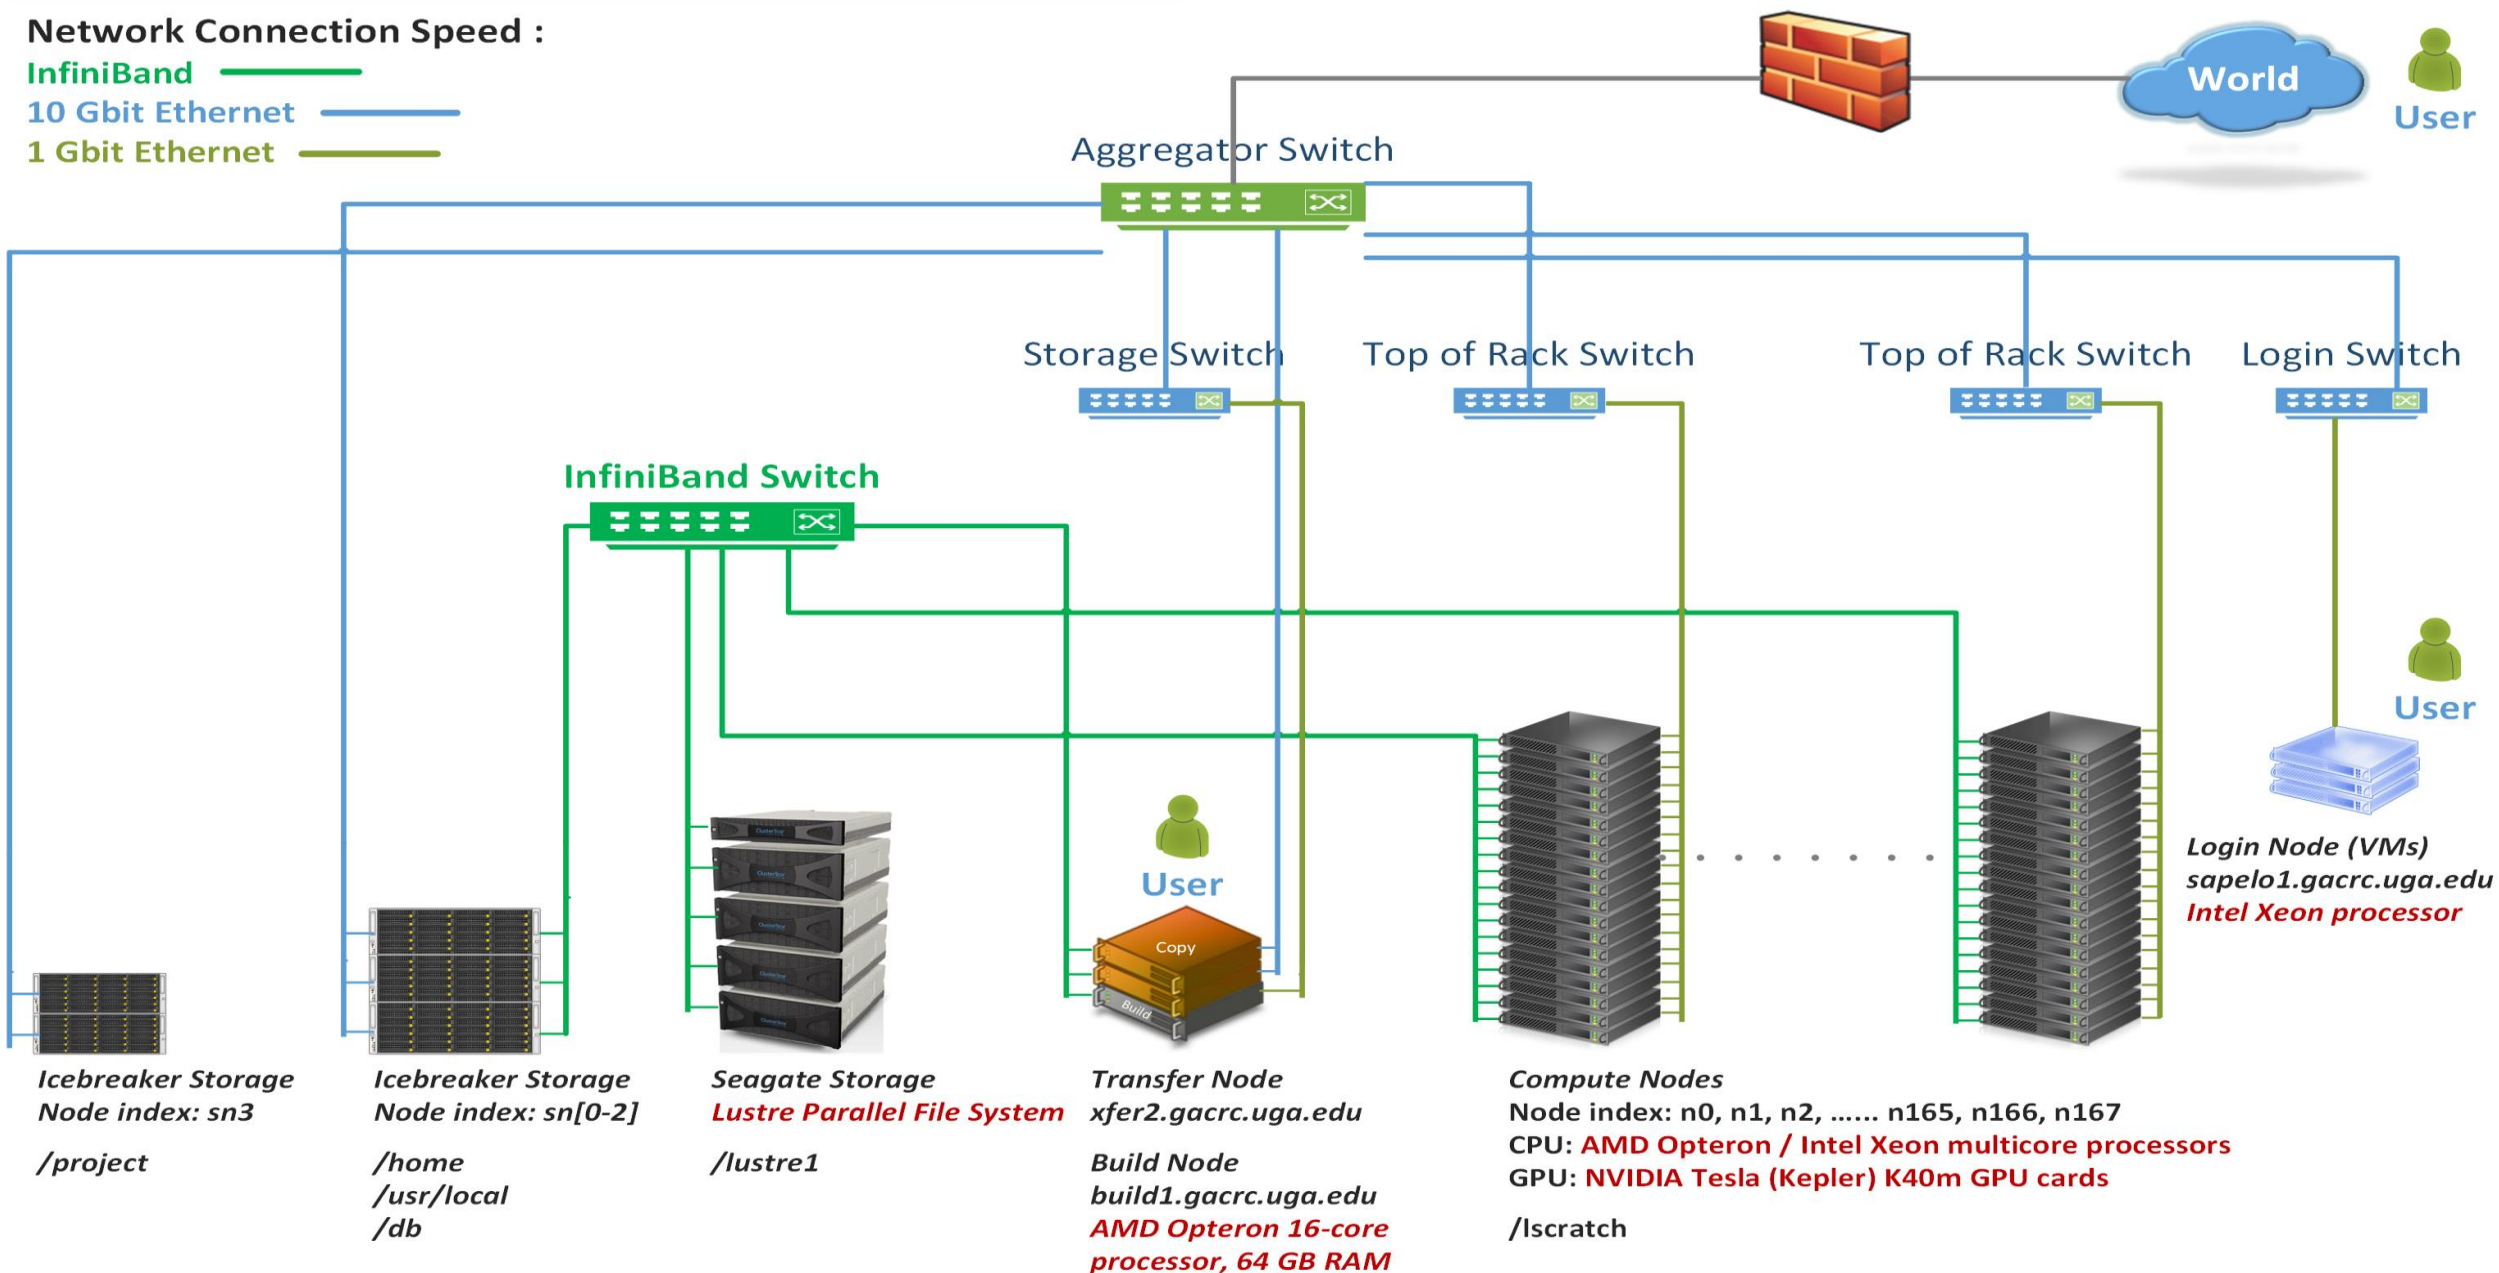 Network Connection Speed :
InfiniBand
10 Gbit Ethernet
1 Gbit Ethernet
World
User
Aggregator Switch
Storage Switch
Top of Rack Switch
Top of Rack Switch
Login Switch
InfiniBand Switch
User
User
Copy
Build
Login Node (VMs)
sapelo1.gacrc.uga.edu
Intel Xeon processor
Icebreaker Storage
Node index: sn3
/project
Icebreaker Storage
Node index: sn[0-2]
/home
/usr/local
/db
Seagate Storage
Lustre Parallel File System
/lustre1
Transfer Node
xfer2.gacrc.uga.edu
Build Node
build1.gacrc.uga.edu
AMD Opteron 16-core
processor, 64 GB RAM
Compute Nodes
Node index: n0, n1, n2, ...... n165, n166, n167
CPU: AMD Opteron / Intel Xeon multicore processors
GPU: NVIDIA Tesla (Kepler) K40m GPU cards
/lscratch